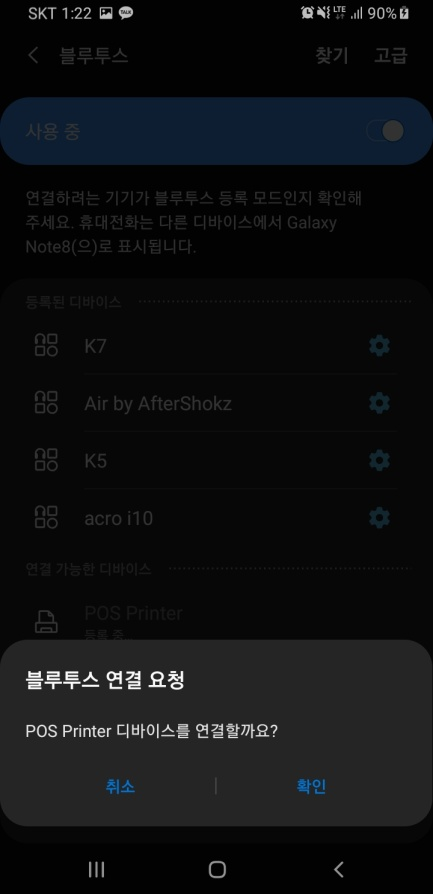 SKT 1:22 TALK LTE 90%
블루투스 찾기 고급
사용 중
연결하려는 기기가 블루투스 등록 모드인지 확인해
주세요. 휴대전화는 다른 디바이스에서 Galaxy
Note8(으)로 표시됩니다.
등록된 디바이스
K7
Air by AfterShokz
K5
acro i10
연결 가능한 디바이스
POS Printer
등록 중...
블루투스 연결 요청
POS Printer 디바이스를 연결할까요?
취소 확인